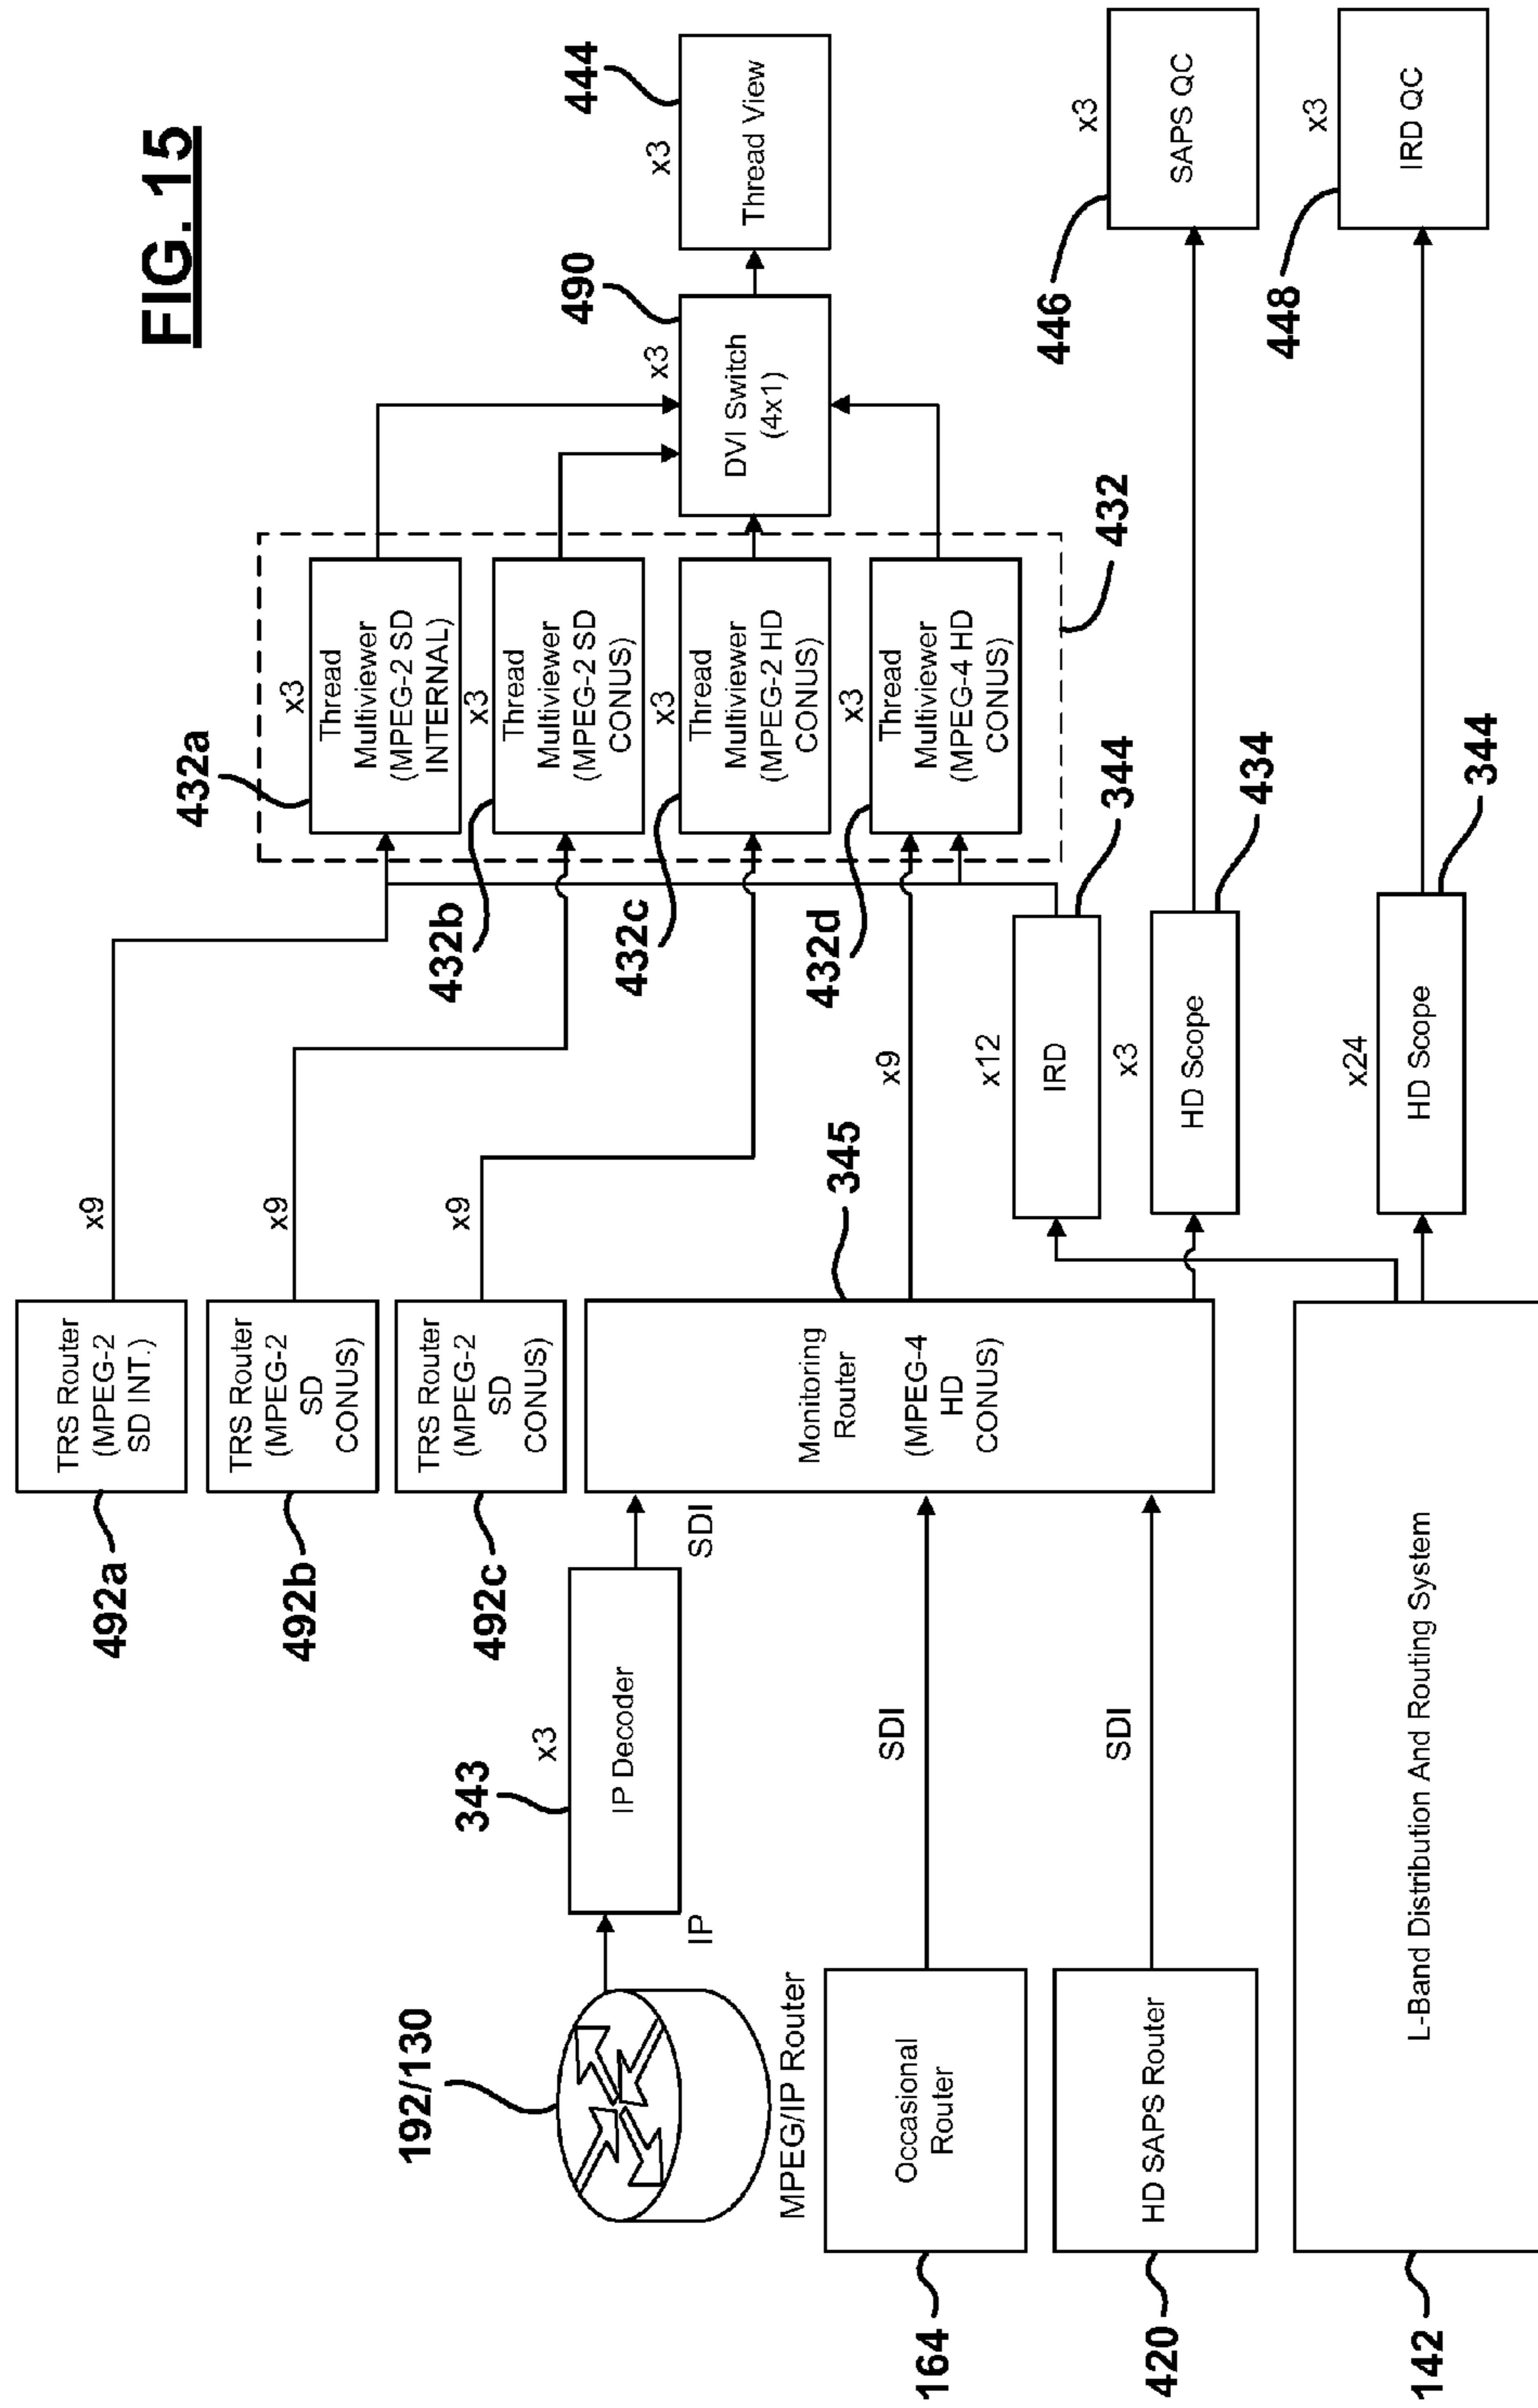 FIG. 15
492a
TRS Router
(MPEG-2
SD INT.)
x9
492b
TRS Router
(MPEG-2
SD
CONUS)
x9
492c
TRS Router
(MPEG-2
SD
CONUS)
x9
432a
x3
Thread
Multiviewer
(MPEG-2 SD
INTERNAL)
432b
x3
Thread
Multiviewer
(MPEG-2 SD
CONUS)
432c
x3
Thread
Multiviewer
(MPEG-2 HD
CONUS)
432d
x3
Thread
Multiviewer
(MPEG-4 HD
CONUS)
432
490
x3
DVI Switch
(4x1)
444
x3
Thread View
192/130
MPEG/IP Router
IP
343
x3
IP Decoder
SDI
345
Monitoring
Router
(MPEG-4
HD
CONUS)
x9
164
Occasional
Router
SDI
420
HD SAPS Router
SDI
x12
IRD
344
x3
HD Scope
434
446
x3
SAPS QC
142
L-Band Distribution And Routing System
x24
HD Scope
344
448
x3
IRD QC